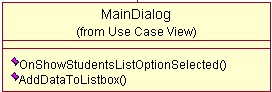 MainDialog
(from Use Case View)
OnShowStudentsListOptionSelected()
AddDataToListbox()